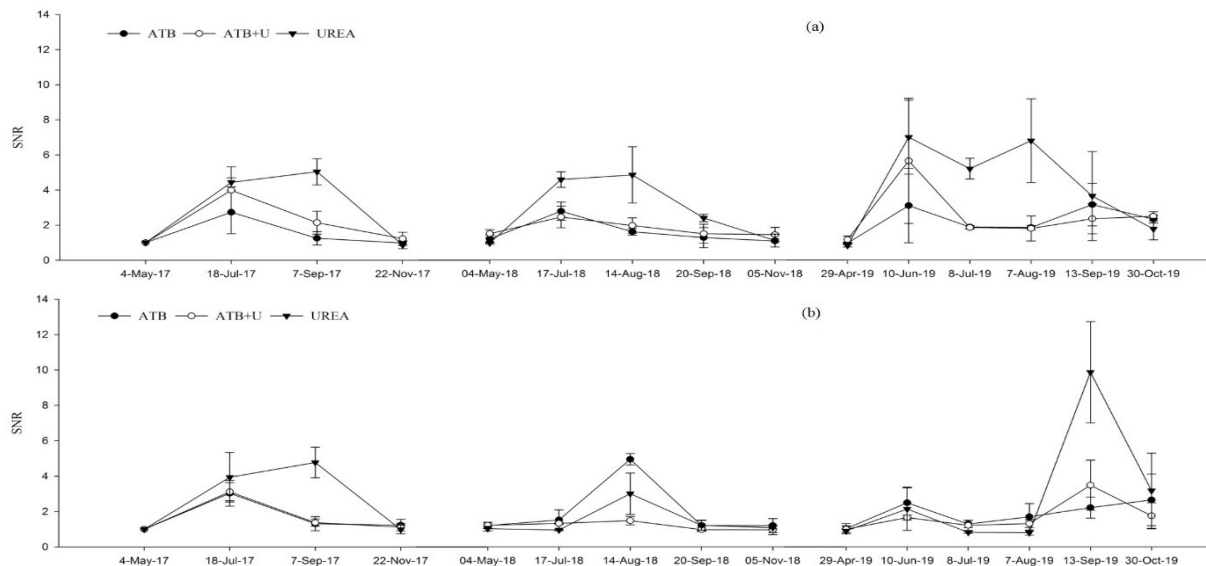 14
(a)
ATB ATB+U UREA
12
10
8
SNR
6
4
2
0
4-May-17 18-Jul-17 7-Sep-17 22-Nov-17 04-May-18 17-Jul-18 14-Aug-18 20-Sep-18 05-Nov-18 29-Apr-19 10-Jun-19 8-Jul-19 7-Aug-19 13-Sep-19 30-Oct-19
14
(b)
ATB ATB+U UREA
12
10
8
SNR
6
4
2
0
4-May-17 18-Jul-17 7-Sep-17 22-Nov-17 04-May-18 17-Jul-18 14-Aug-18 20-Sep-18 05-Nov-18 29-Apr-19 10-Jun-19 8-Jul-19 7-Aug-19 13-Sep-19 30-Oct-19